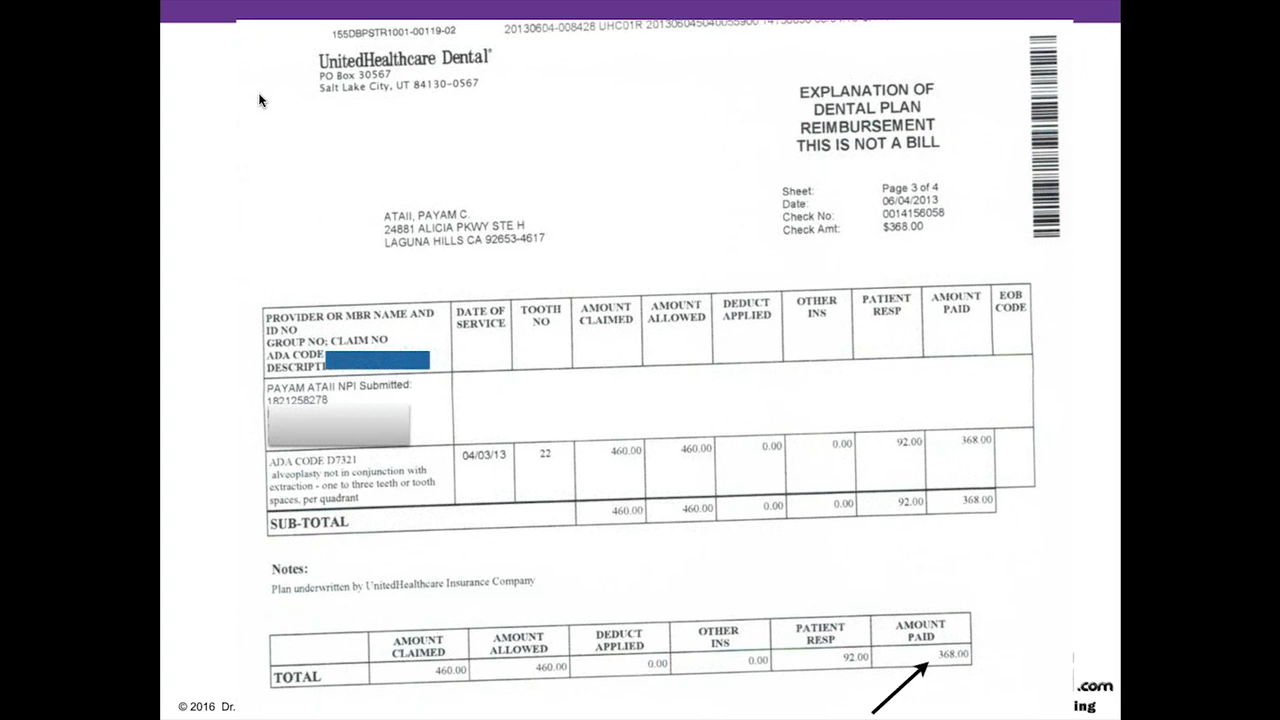 155DBPSTR1001-00119-02
20130604-008428 UHC01R
UnitedHealthcare Dental®
PO Box 30567
Salt Lake City, UT 84130-0567
EXPLANATION OF
DENTAL PLAN
REIMBURSEMENT
THIS IS NOT A BILL
Sheet: Page 3 of 4
Date: 06/04/2013
Check No: 0014156058
Check Amt: $368.00
ATAII, PAYAM C.
24881 ALICIA PKWY STE H
LAGUNA HILLS CA 92653-4617
PROVIDER OR MBR NAME AND
ID NO
GROUP NO; CLAIM NO
ADA CODE
DESCRIPTI
DATE OF
SERVICE
TOOTH
NO
AMOUNT
CLAIMED
AMOUNT
ALLOWED
DEDUCT
APPLIED
OTHER
INS
PATIENT
RESP
AMOUNT
PAID
EOB
CODE
PAYAM ATAII NPI Submitted:
1821258278
ADA CODE D7321
alveoplasty not in conjunction with
extraction - one to three teeth or tooth
spaces, per quadrant
04/03/13 22 460.00 460.00 0.00 0.00 92.00 368.00
SUB-TOTAL 460.00 460.00 0.00 0.00 92.00 368.00
Notes:
Plan underwritten by UnitedHealthcare Insurance Company
AMOUNT
CLAIMED
AMOUNT
ALLOWED
DEDUCT
APPLIED
OTHER
INS
PATIENT
RESP
AMOUNT
PAID
TOTAL 460.00 460.00 0.00 0.00 92.00 368.00
.com
© 2016 Dr.
ing